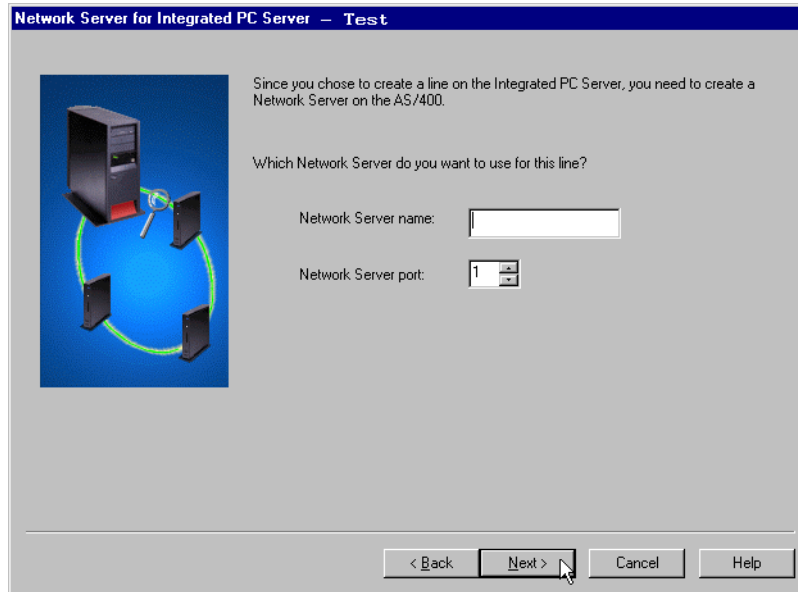 Network Server for Integrated PC Server – Test
Since you chose to create a line on the Integrated PC Server, you need to create a
Network Server on the AS/400.
Which Network Server do you want to use for this line?
Network Server name:
Network Server port: 1
< Back Next > Cancel Help